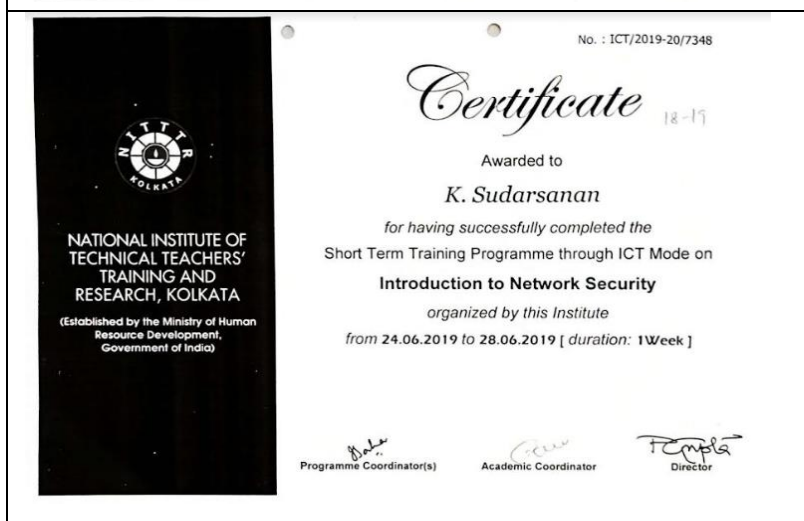 No. : ICT/2019-20/7348
Certificate
18-19
Awarded to
K. Sudarsanan
for having successfully completed the
Short Term Training Programme through ICT Mode on
Introduction to Network Security
organized by this Institute
from 24.06.2019 to 28.06.2019 [ duration: 1Week ]
Programme Coordinator(s)
Academic Coordinator
Director
NITTTR
KOLKATA
NATIONAL INSTITUTE OF
TECHNICAL TEACHERS'
TRAINING AND
RESEARCH, KOLKATA
(Established by the Ministry of Human
Resource Development,
Government of India)